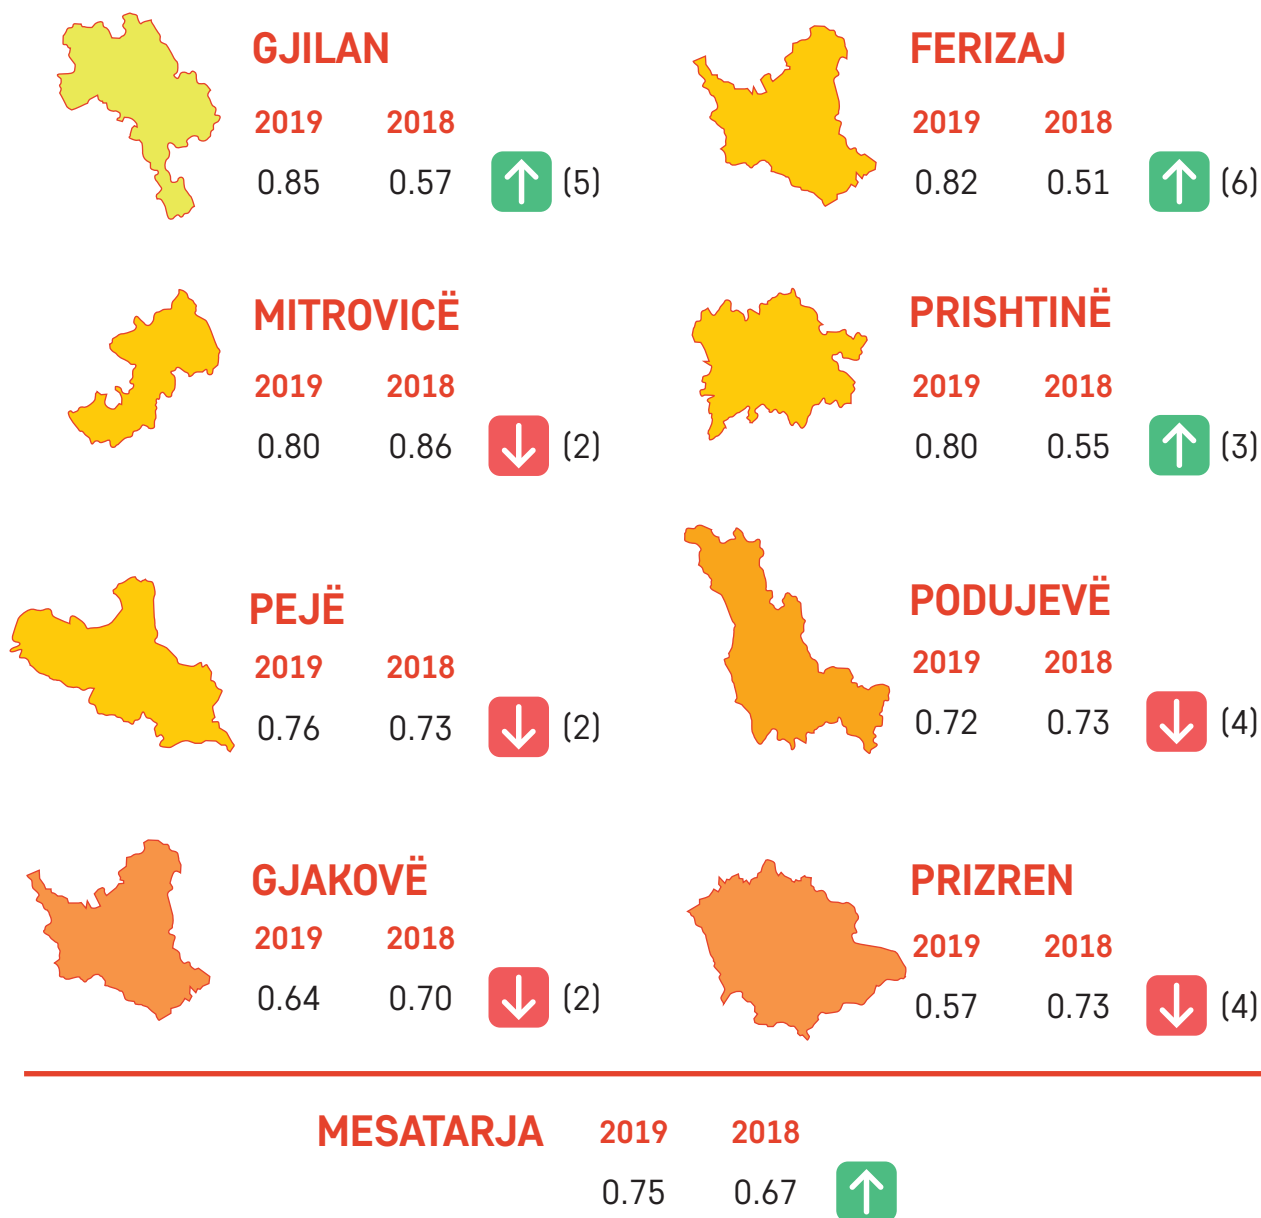 GJILAN
2019 2018
0.85 0.57 (5)
FERIZAJ
2019 2018
0.82 0.51 (6)
MITROVICË
2019 2018
0.80 0.86 (2)
PRISHTINË
2019 2018
0.80 0.55 (3)
PEJË
2019 2018
0.76 0.73 (2)
PODUJEVË
2019 2018
0.72 0.73 (4)
GJAKOVË
2019 2018
0.64 0.70 (2)
PRIZREN
2019 2018
0.57 0.73 (4)
MESATARJA 2019 2018
0.75 0.67